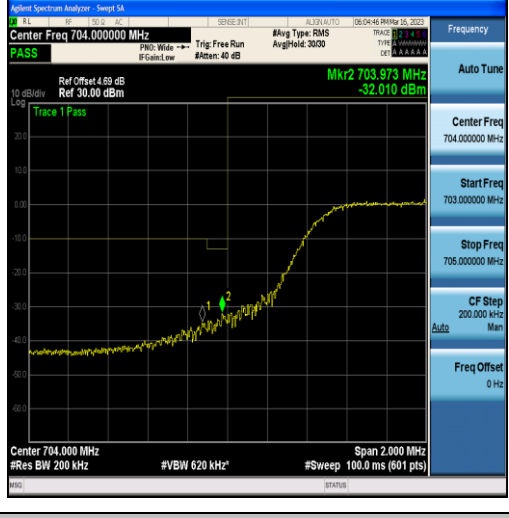 Agilent Spectrum Analyzer - Swept SA
RL RF 50 Ω AC SENSE:INT ALIGN AUTO 06:04:46 PM Mar 16, 2023
Center Freq 704.000000 MHz
#Avg Type: RMS
TRACE 1 2 3 4 5 6
PASS
PNO: Wide
Trig: Free Run
Avg|Hold: 30/30
TYPE A WWWWW
IFGain:Low
#Atten: 40 dB
DET A A A A A A
Ref Offset 4.69 dB
Mkr2 703.973 MHz
10 dB/div Ref 30.00 dBm
-32.010 dBm
Log
Trace 1 Pass
20.0
10.0
0.00
-10.0
-20.0
-30.0
-40.0
-50.0
-60.0
1
2
Center 704.000 MHz
Span 2.000 MHz
#Res BW 200 kHz
#VBW 620 kHz*
#Sweep 100.0 ms (601 pts)
MSG
STATUS
Frequency
Auto Tune
Center Freq
704.000000 MHz
Start Freq
703.000000 MHz
Stop Freq
705.000000 MHz
CF Step
200.000 kHz
Auto Man
Freq Offset
0 Hz